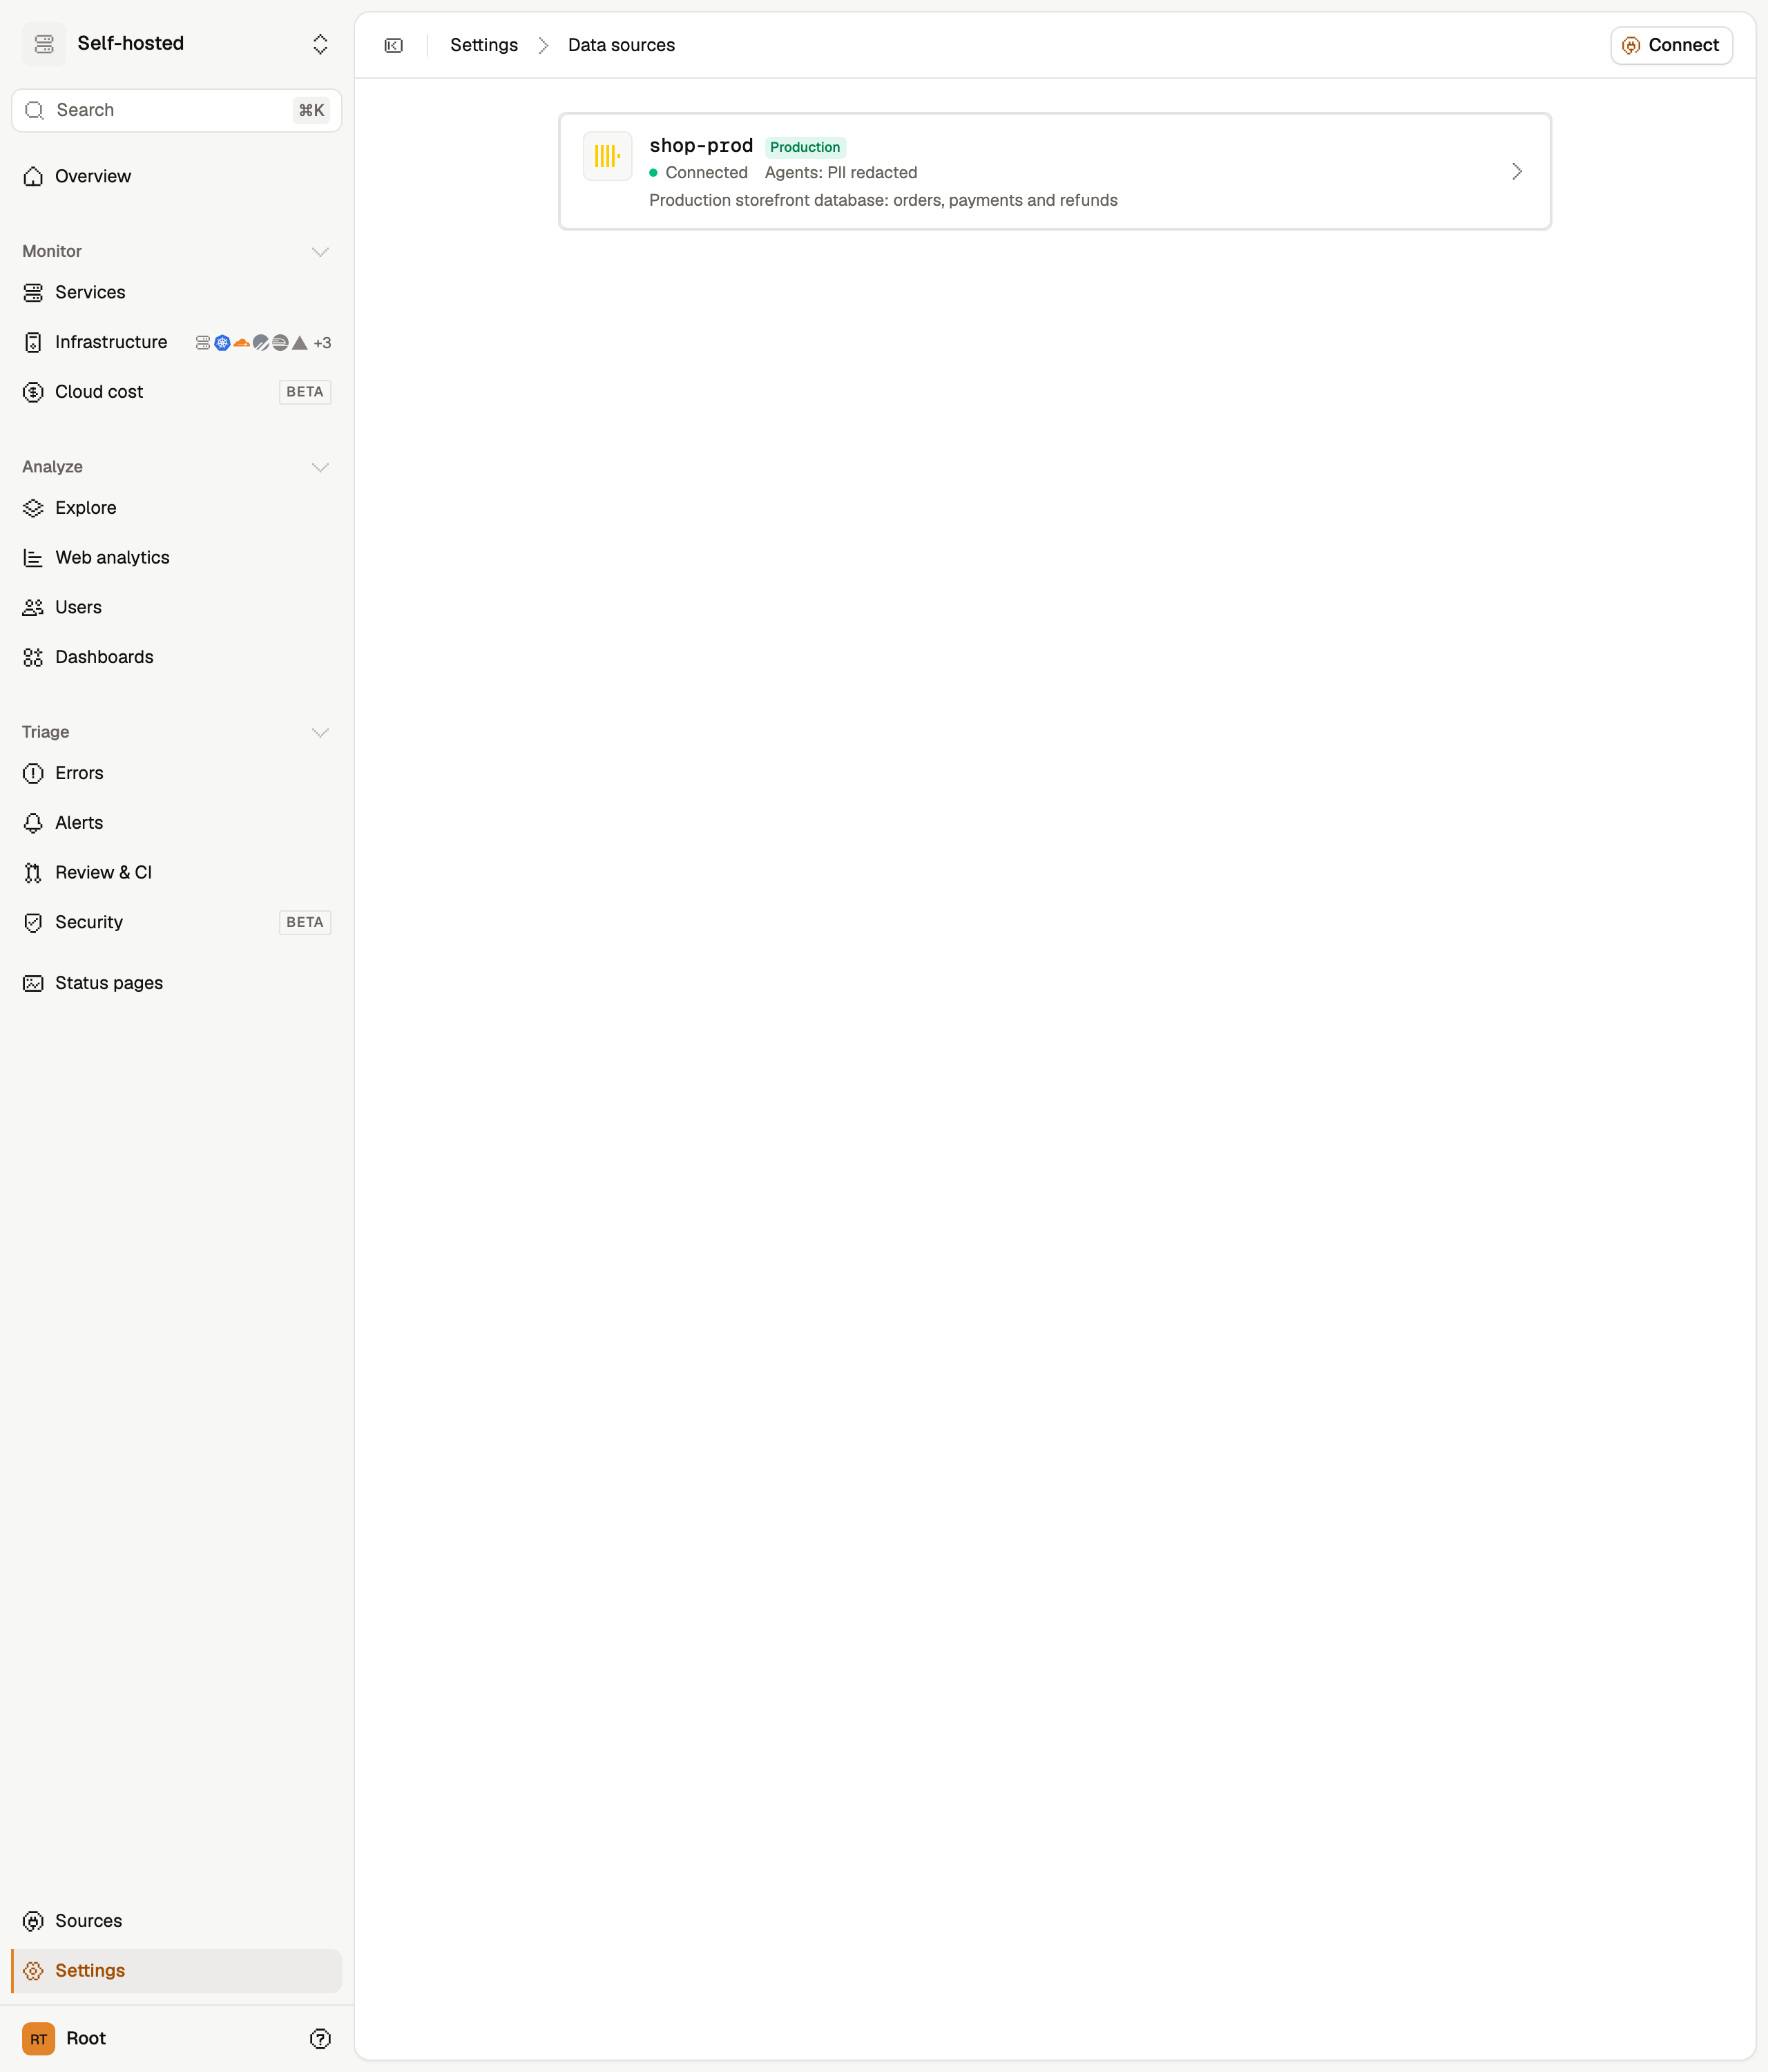 Self-hosted
Search ⌘K
Overview
Monitor
Services
Infrastructure +3
Cloud cost BETA
Analyze
Explore
Web analytics
Users
Dashboards
Triage
Errors
Alerts
Review & CI
Security BETA
Status pages
Sources
Settings
RT Root
Settings Data sources Connect
shop-prod Production
Connected Agents: PII redacted
Production storefront database: orders, payments and refunds